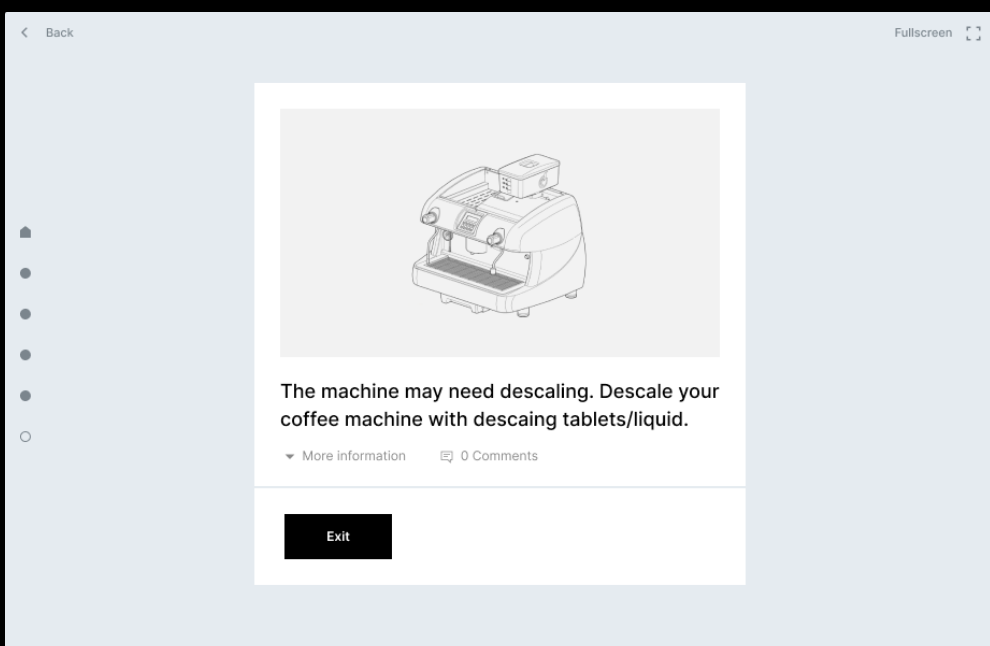 Back
Fullscreen
The machine may need descaling. Descale your
coffee machine with descaing tablets/liquid.
More information
0 Comments
Exit